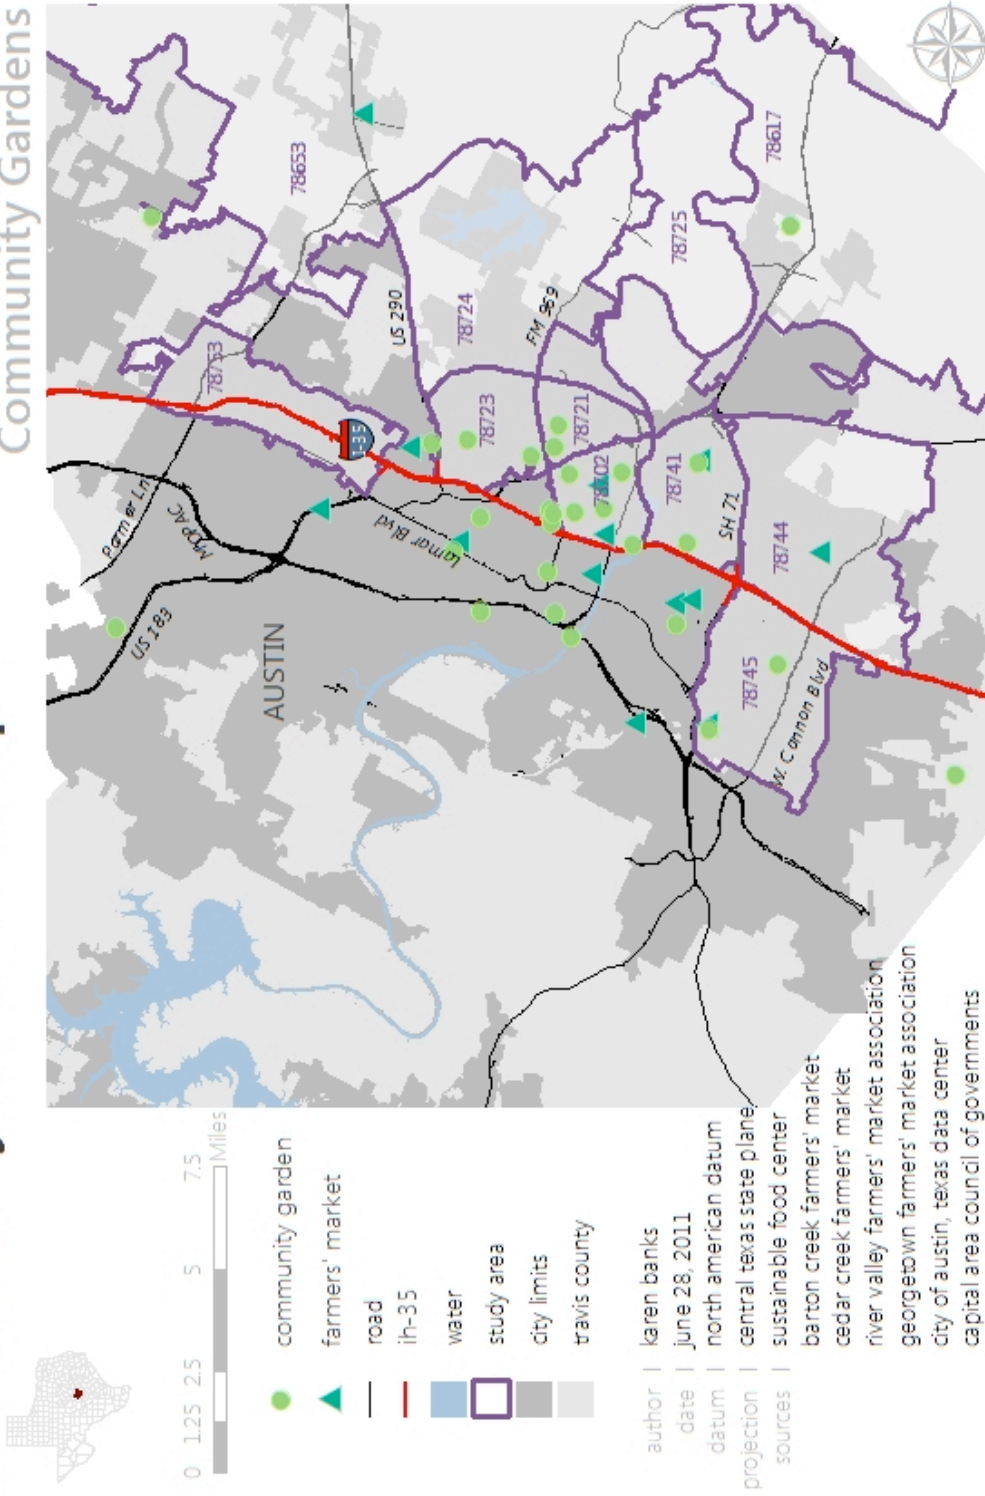 Community Gardens
78653
78753
US 290
78724
FM 969
78725
78617
I-35
78723
78721
78702
78741
SH 71
78744
78745
W. Cannon Blvd
Parmer Ln
MOPAC
Lamar Blvd
US 183
AUSTIN
0 1.25 2.5 5 7.5
Miles
community garden
farmers' market
road
ih-35
water
study area
city limits
travis county
author | karen banks
date | june 28, 2011
datum | north american datum
projection | central texas state plane
sources | sustainable food center
barton creek farmers' market
cedar creek farmers' market
river valley farmers' market association
georgetown farmers' market association
city of austin, texas data center
capital area council of governments